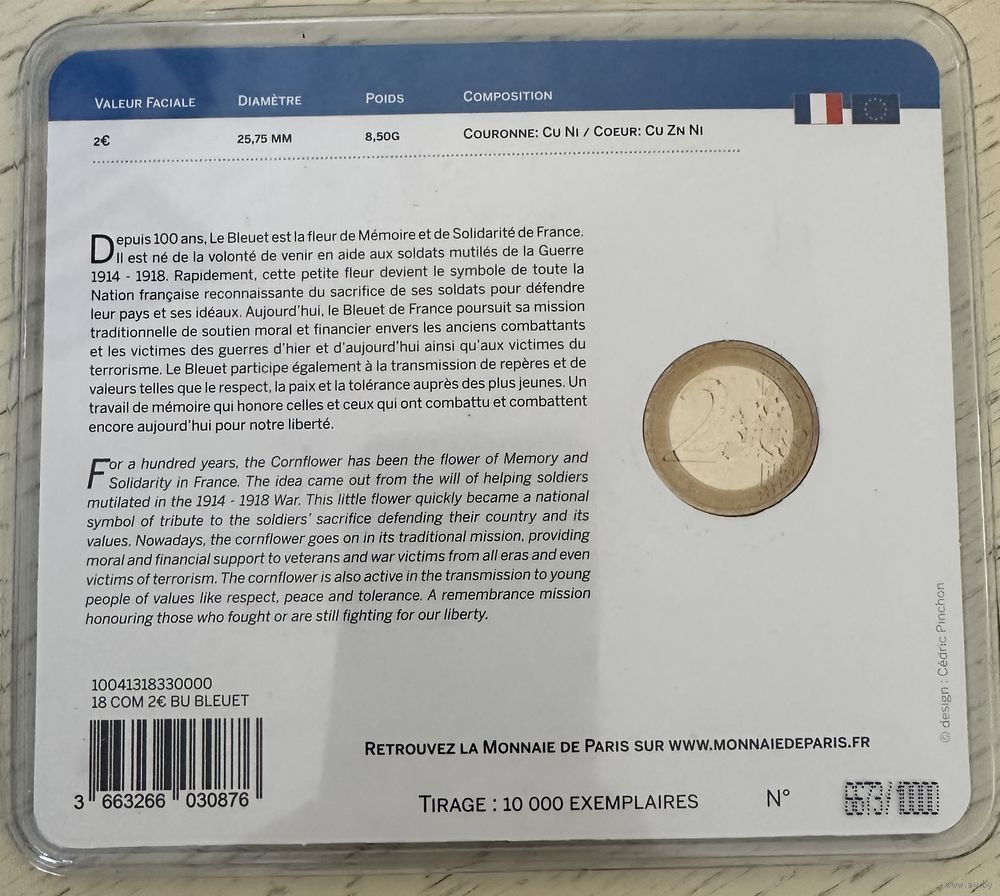 VALEUR FACIALE DIAMÈTRE POIDS COMPOSITION
2€ 25,75 MM 8,50G COURONNE: CU NI / COEUR: CU ZN NI
Depuis 100 ans, Le Bleuet est la fleur de Mémoire et de Solidarité de France.
Il est né de la volonté de venir en aide aux soldats mutilés de la Guerre
1914 - 1918. Rapidement, cette petite fleur devient le symbole de toute la
Nation française reconnaissante du sacrifice de ses soldats pour défendre
leur pays et ses idéaux. Aujourd'hui, le Bleuet de France poursuit sa mission
traditionnelle de soutien moral et financier envers les anciens combattants
et les victimes des guerres d'hier et d'aujourd'hui ainsi qu'aux victimes du
terrorisme. Le Bleuet participe également à la transmission de repères et de
valeurs telles que le respect, la paix et la tolérance auprès des plus jeunes. Un
travail de mémoire qui honore celles et ceux qui ont combattu et combattent
encore aujourd'hui pour notre liberté.
For a hundred years, the Cornflower has been the flower of Memory and
Solidarity in France. The idea came out from the will of helping soldiers
mutilated in the 1914 - 1918 War. This little flower quickly became a national
symbol of tribute to the soldiers' sacrifice defending their country and its
values. Nowadays, the cornflower goes on in its traditional mission, providing
moral and financial support to veterans and war victims from all eras and even
victims of terrorism. The cornflower is also active in the transmission to young
people of values like respect, peace and tolerance. A remembrance mission
honouring those who fought or are still fighting for our liberty.
2 EURO
© design : Cédric Pinchon
10041318330000
18 COM 2€ BU BLEUET
3 663266 030876
RETROUVEZ LA MONNAIE DE PARIS SUR WWW.MONNAIEDEPARIS.FR
TIRAGE : 10 000 EXEMPLAIRES N° 6673/10000
www.au.by